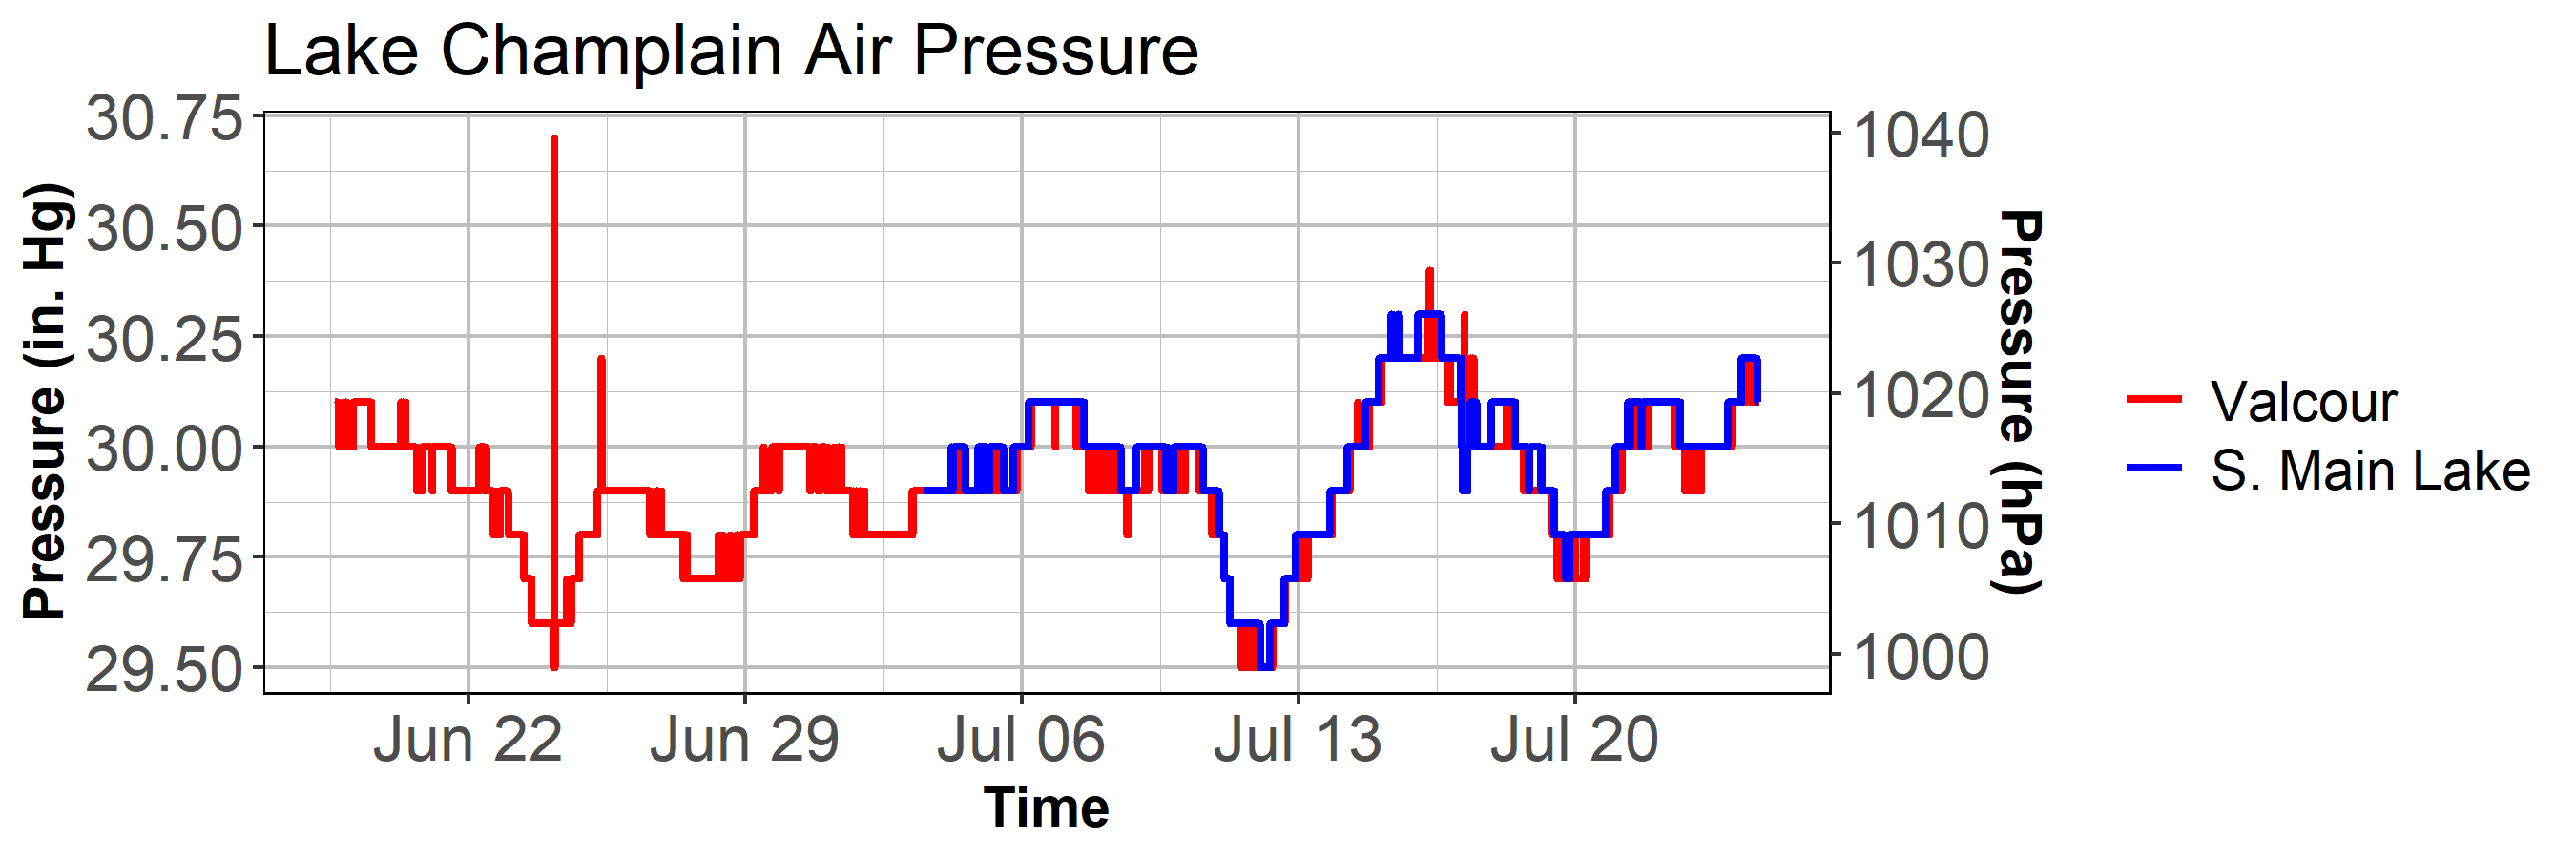 Lake Champlain Air Pressure
Pressure (in. Hg)
30.75
30.50
30.25
30.00
29.75
29.50
1040
1030
1020
1010
1000
Pressure (hPa)
Jun 22 Jun 29 Jul 06 Jul 13 Jul 20
Time
Valcour
S. Main Lake